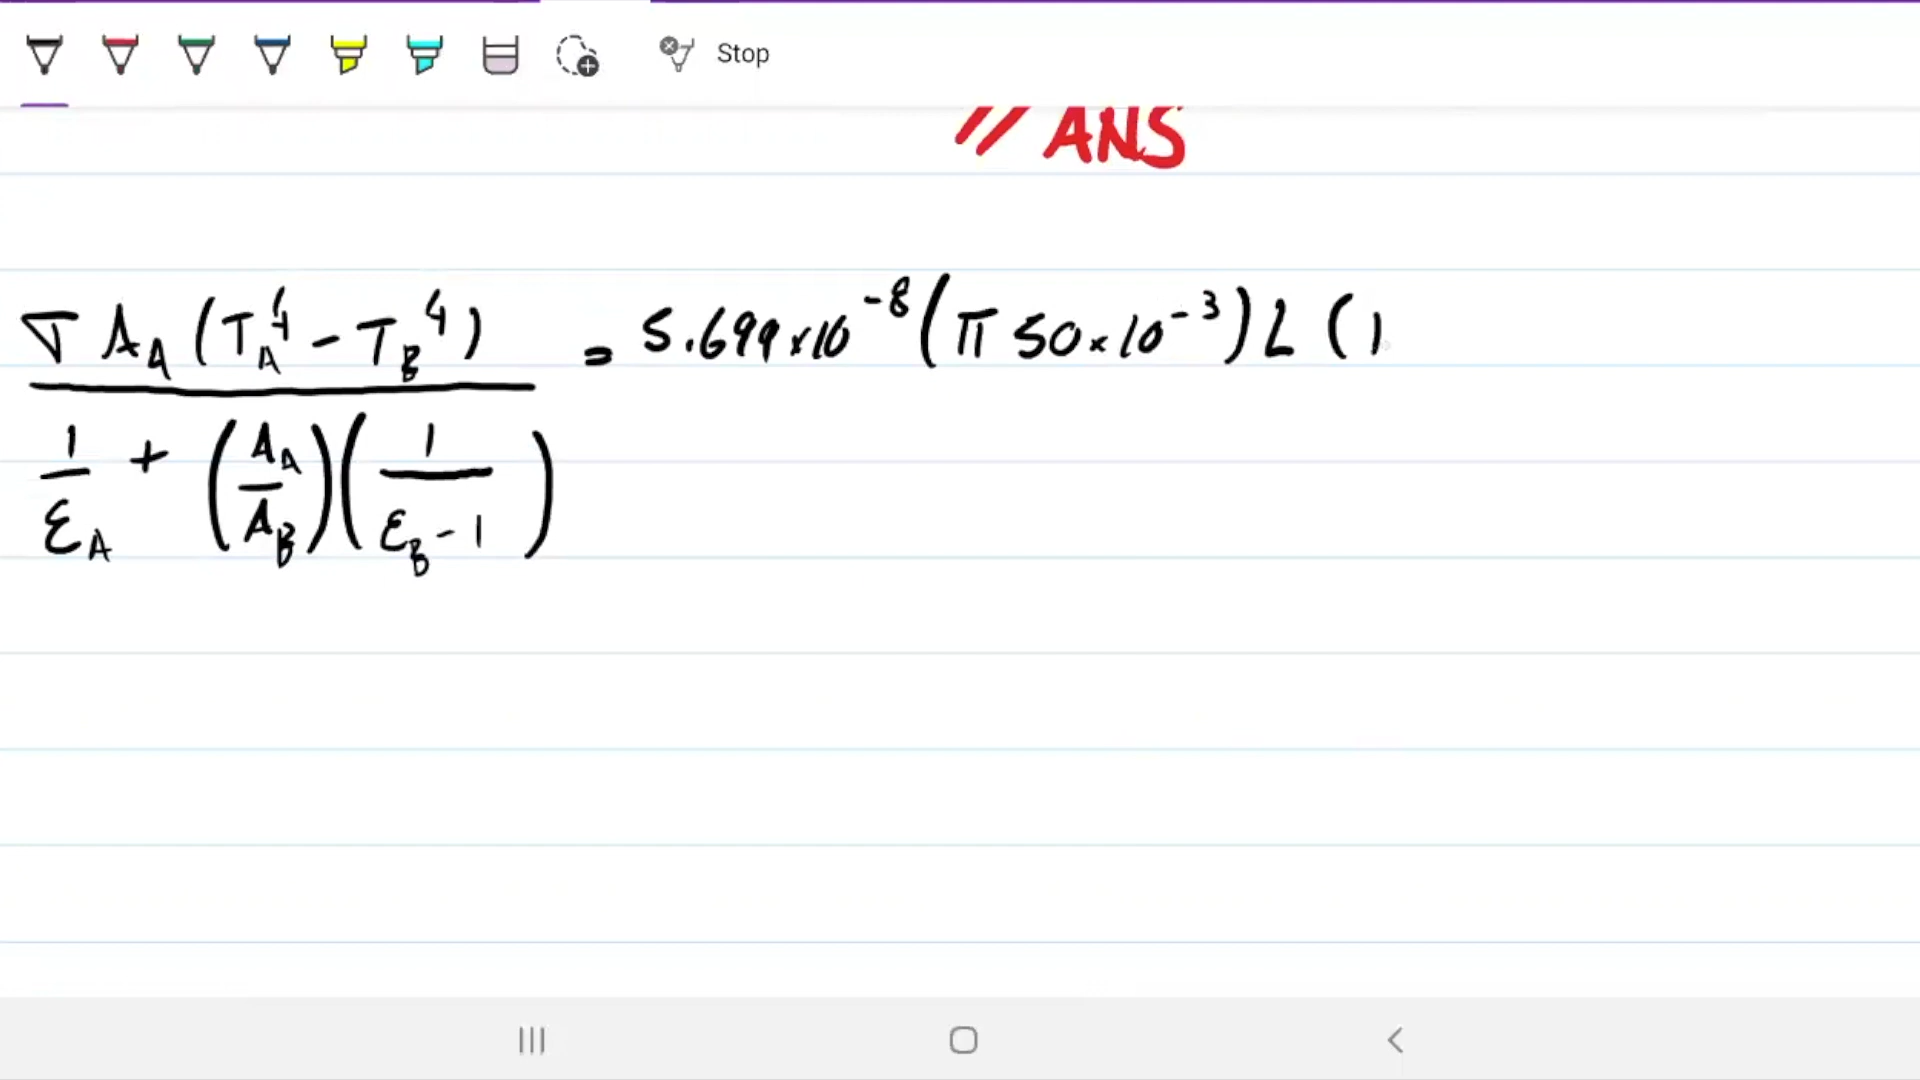 Stop
// ANS
σ A_A (T_A^4 - T_B^4) = 5.699×10^-8 (π 50×10^-3) L (1
1/ε_A + (A_A/A_B)(1/ε_B - 1)